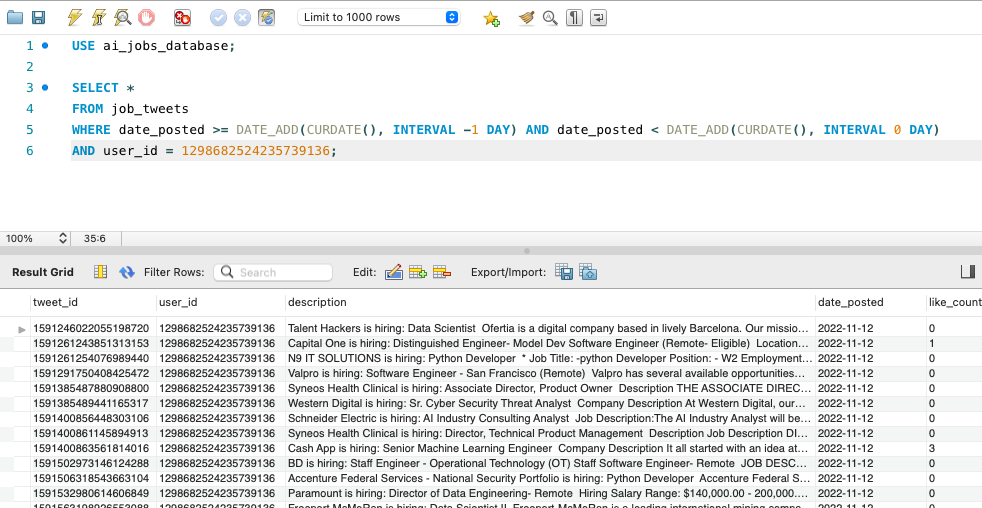 Limit to 1000 rows
1 USE ai_jobs_database;
2
3 SELECT *
4 FROM job_tweets
5 WHERE date_posted >= DATE_ADD(CURDATE(), INTERVAL -1 DAY) AND date_posted < DATE_ADD(CURDATE(), INTERVAL 0 DAY)
6 AND user_id = 1298682524235739136;
100% 35:6
Result Grid Filter Rows: Search Edit: Export/Import:
tweet_id user_id description date_posted like_count
1591246022055198720 1298682524235739136 Talent Hackers is hiring: Data Scientist Ofertia is a digital company based in lively Barcelona. Our missio... 2022-11-12 0
1591261243851313153 1298682524235739136 Capital One is hiring: Distinguished Engineer- Model Dev Software Engineer (Remote- Eligible) Location... 2022-11-12 1
1591261254076989440 1298682524235739136 N9 IT SOLUTIONS is hiring: Python Developer * Job Title: -python Developer Position: - W2 Employment... 2022-11-12 0
1591291750408425472 1298682524235739136 Valpro is hiring: Software Engineer - San Francisco (Remote) Valpro has several available opportunities... 2022-11-12 0
1591385487880908800 1298682524235739136 Syneos Health Clinical is hiring: Associate Director, Product Owner Description THE ASSOCIATE DIREC... 2022-11-12 0
1591385489441165317 1298682524235739136 Western Digital is hiring: Sr. Cyber Security Threat Analyst Company Description At Western Digital, our... 2022-11-12 0
1591400856448303106 1298682524235739136 Schneider Electric is hiring: AI Industry Consulting Analyst Job Description:The AI Industry Analyst will be... 2022-11-12 0
1591400861145894913 1298682524235739136 Syneos Health Clinical is hiring: Director, Technical Product Management Description Job Description DI... 2022-11-12 0
1591400863561814016 1298682524235739136 Cash App is hiring: Senior Machine Learning Engineer Company Description It all started with an idea at... 2022-11-12 3
1591502973146124288 1298682524235739136 BD is hiring: Staff Engineer - Operational Technology (OT) Staff Software Engineer- Remote JOB DESC... 2022-11-12 0
1591506318543663104 1298682524235739136 Accenture Federal Services - National Security Portfolio is hiring: Python Developer Accenture Federal S... 2022-11-12 0
1591532980614606849 1298682524235739136 Paramount is hiring: Director of Data Engineering- Remote Hiring Salary Range: $140,000.00 - 200,000.... 2022-11-12 0